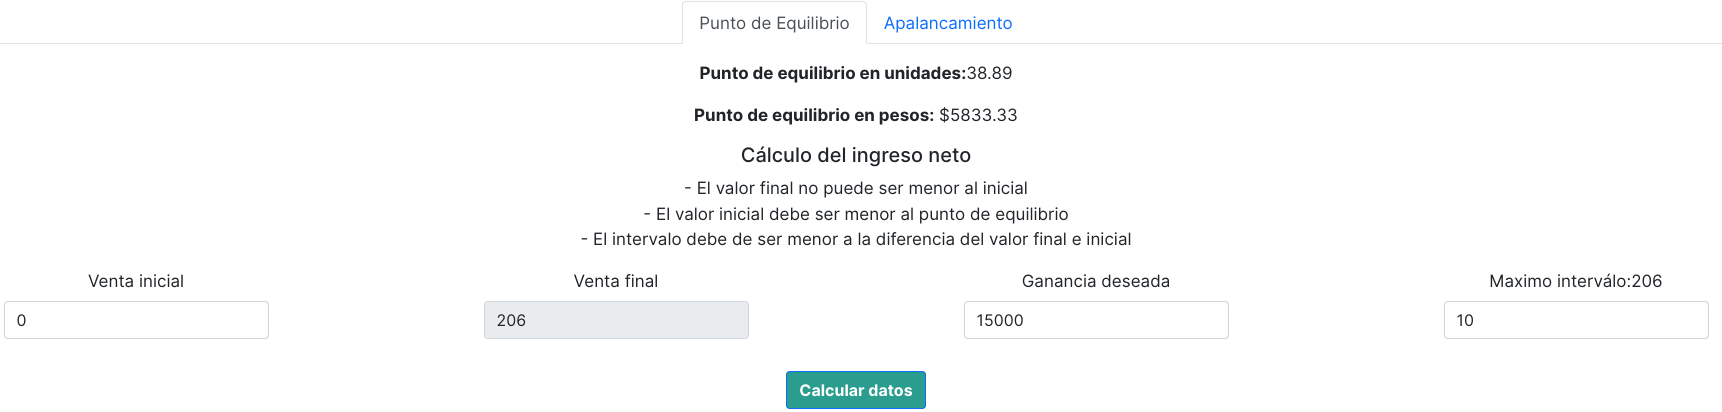 Punto de Equilibrio Apalancamiento
Punto de equilibrio en unidades:38.89
Punto de equilibrio en pesos: $5833.33
Cálculo del ingreso neto
- El valor final no puede ser menor al inicial
- El valor inicial debe ser menor al punto de equilibrio
- El intervalo debe de ser menor a la diferencia del valor final e inicial
Venta inicial Venta final Ganancia deseada Maximo interválo:206
0 206 15000 10
Calcular datos